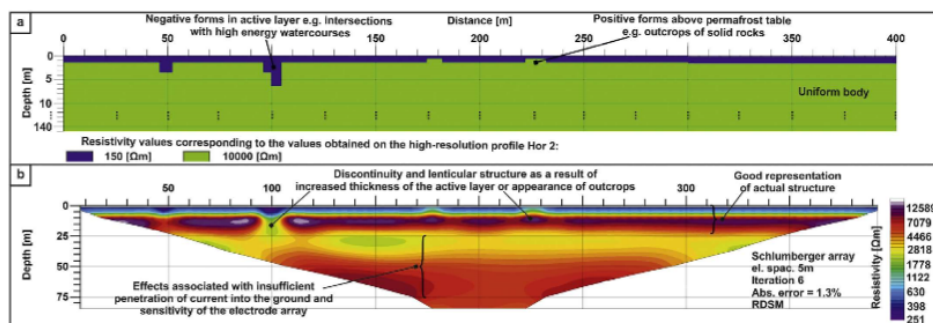 a
Negative forms in active layer e.g. intersections
with high energy watercourses
Distance [m]
Positive forms above permafrost table
e.g. outcrops of solid rocks
0 50 100 150 200 250 300 350 400
Depth [m]
0
5
10
140
Uniform body
Resistivity values corresponding to the values obtained on the high-resolution profile Hor 2:
150 [Ωm] 10000 [Ωm]
b
Discontinuity and lenticular structure as a result of
increased thickness of the active layer or appearance of outcrops
Good representation
of actual structure
50 100 300
Depth [m]
0
25
50
75
Effects associated with insufficient
penetration of current into the ground and
sensitivity of the electrode array
Schlumberger array
el. spac. 5m
Iteration 6
Abs. error = 1.3%
RDSM
Resistivity [Ωm]
12589
7079
4466
2818
1778
1122
630
398
251